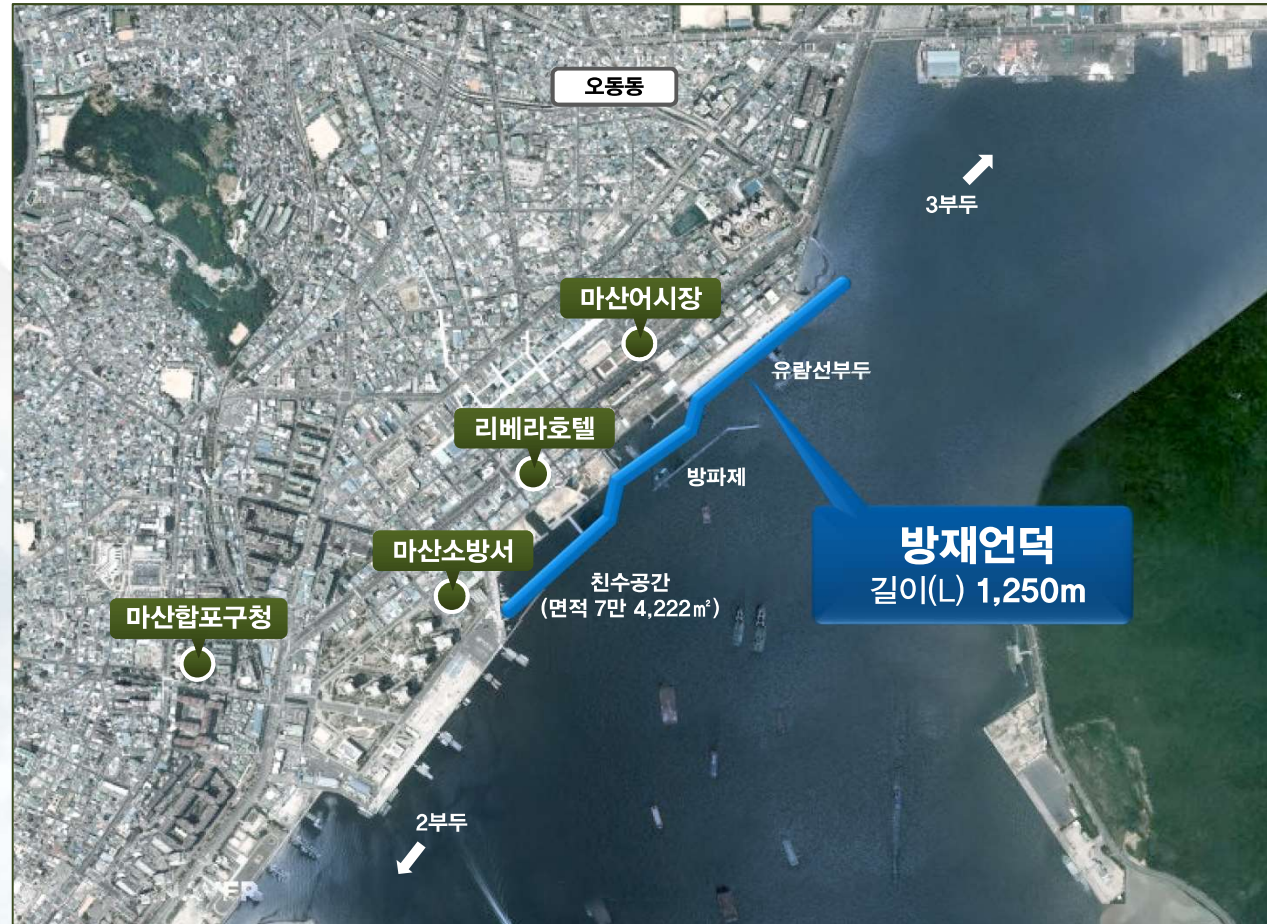 오동동
3부두
마산어시장
유람선부두
리베라호텔
방파제
방재언덕
길이(L) 1,250m
마산소방서
친수공간
(면적 7만 4,222㎡)
마산합포구청
2부두
NAVER